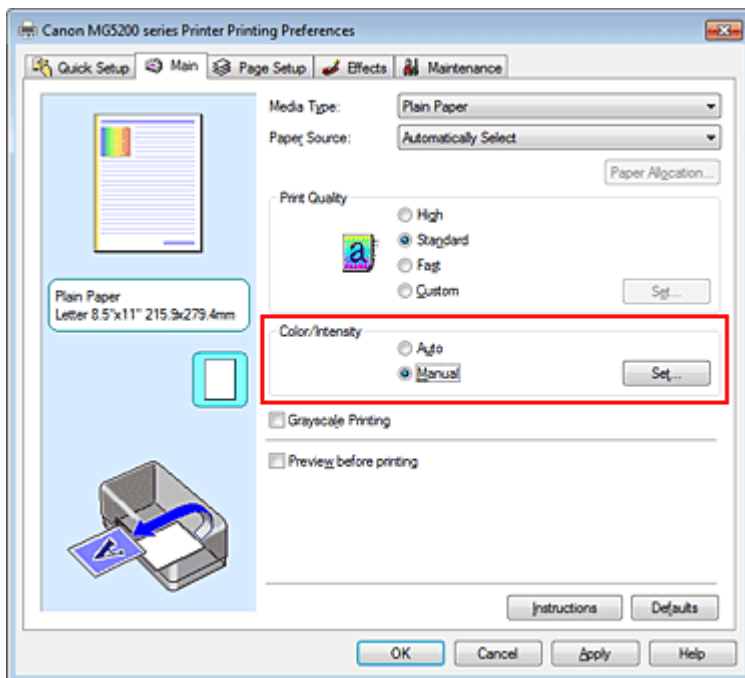 Canon MG5200 series Printer Printing Preferences
Quick Setup Main Page Setup Effects Maintenance
Media Type: Plain Paper
Paper Source: Automatically Select
Paper Allocation...
Print Quality
High
Standard
Fast
Custom Set...
Plain Paper
Letter 8.5"x11" 215.9x279.4mm
Color/Intensity
Auto
Manual Set...
Grayscale Printing
Preview before printing
Instructions Defaults
OK Cancel Apply Help